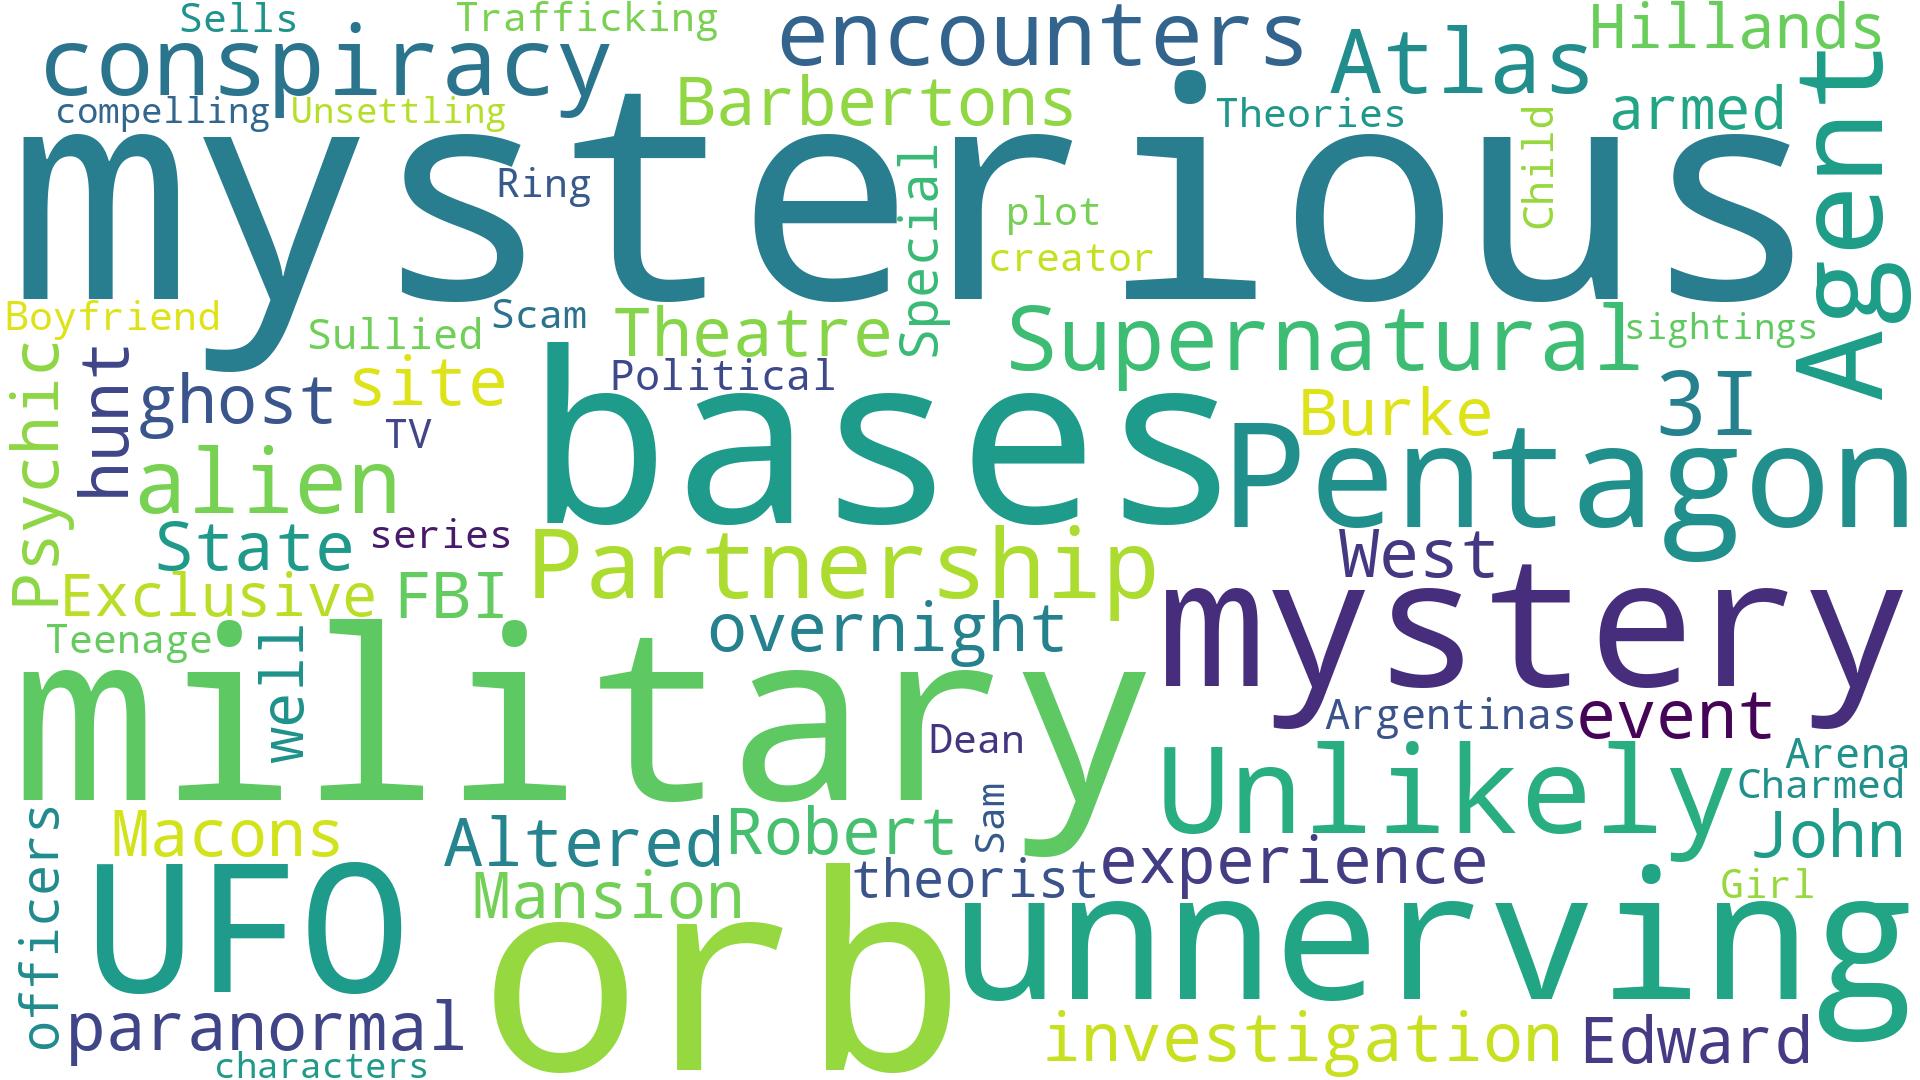 Sells
Trafficking
encounters
Hillands
conspiracy
Atlas
Agent
compelling
Unsettling
Barbertons
Theories
armed
mysterious
Ring
Special
plot
Child
creator
Boyfriend
Sullied
Scam
Theatre
Supernatural
sightings
Psychic
hunt
ghost
site
Political
bases
Burke
3I
TV
alien
Pentagon
State
series
Partnership
West
Exclusive
FBI
overnight
mystery
Teenage
well
military
Dean
Argentinas
event
Unlikely
Arena
Charmed
officers
Macons
Altered
Robert
Sam
John
UFO
Mansion
orb
theorist
experience
Girl
unnerving
paranormal
investigation
Edward
characters